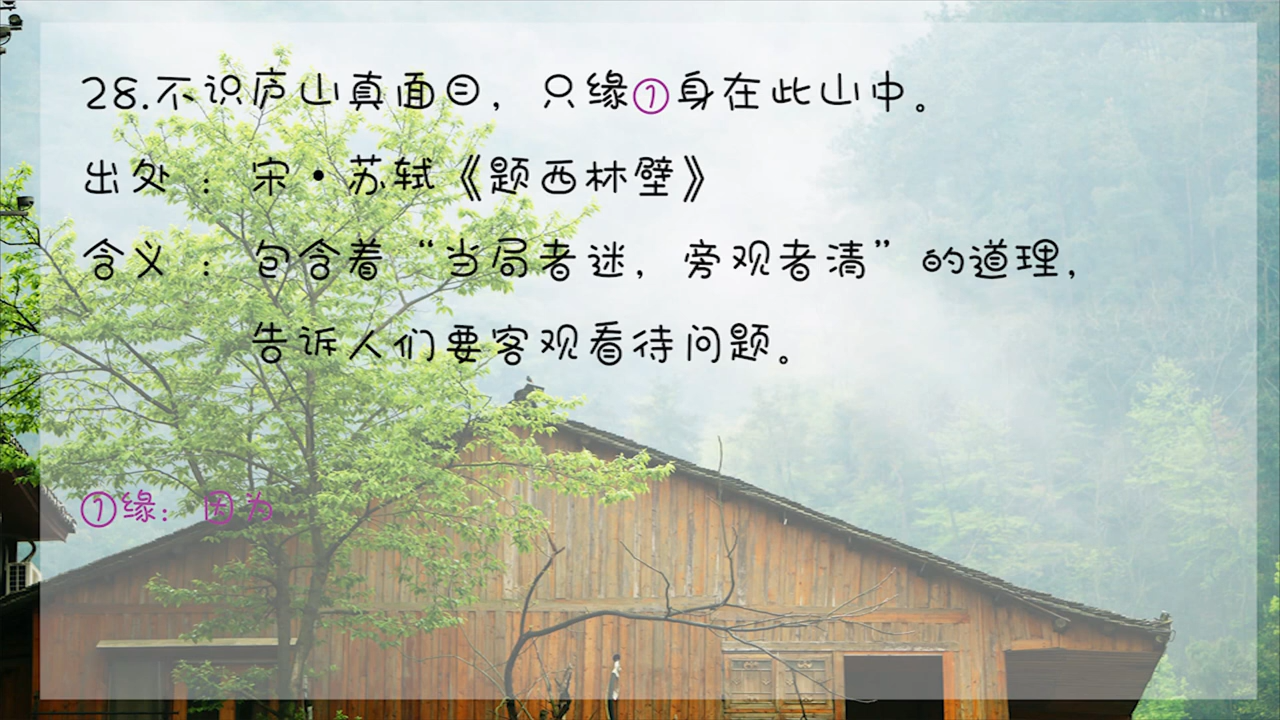 28.不识庐山真面目，只缘①身在此山中。
出处：宋·苏轼《题西林壁》
含义：包含着“当局者迷，旁观者清”的道理，
告诉人们要客观看待问题。
①缘：因为